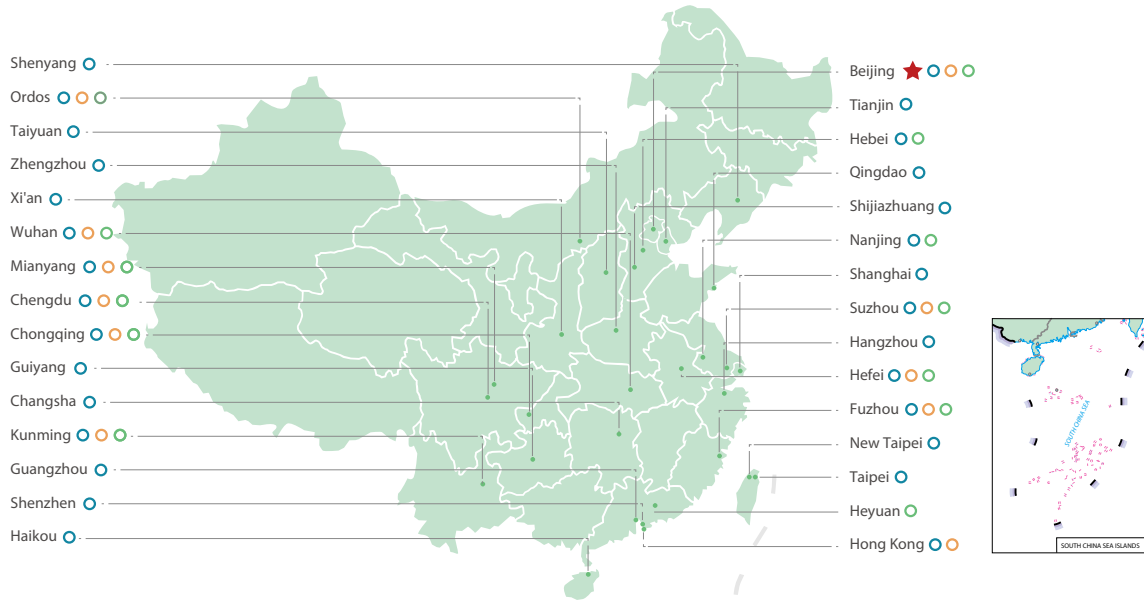 Shenyang
Ordos
Taiyuan
Zhengzhou
Xi'an
Wuhan
Mianyang
Chengdu
Chongqing
Guiyang
Changsha
Kunming
Guangzhou
Shenzhen
Haikou
Beijing
Tianjin
Hebei
Qingdao
Shijiazhuang
Nanjing
Shanghai
Suzhou
Hangzhou
Hefei
Fuzhou
New Taipei
Taipei
Heyuan
Hong Kong
SOUTH CHINA SEA
SOUTH CHINA SEA ISLANDS